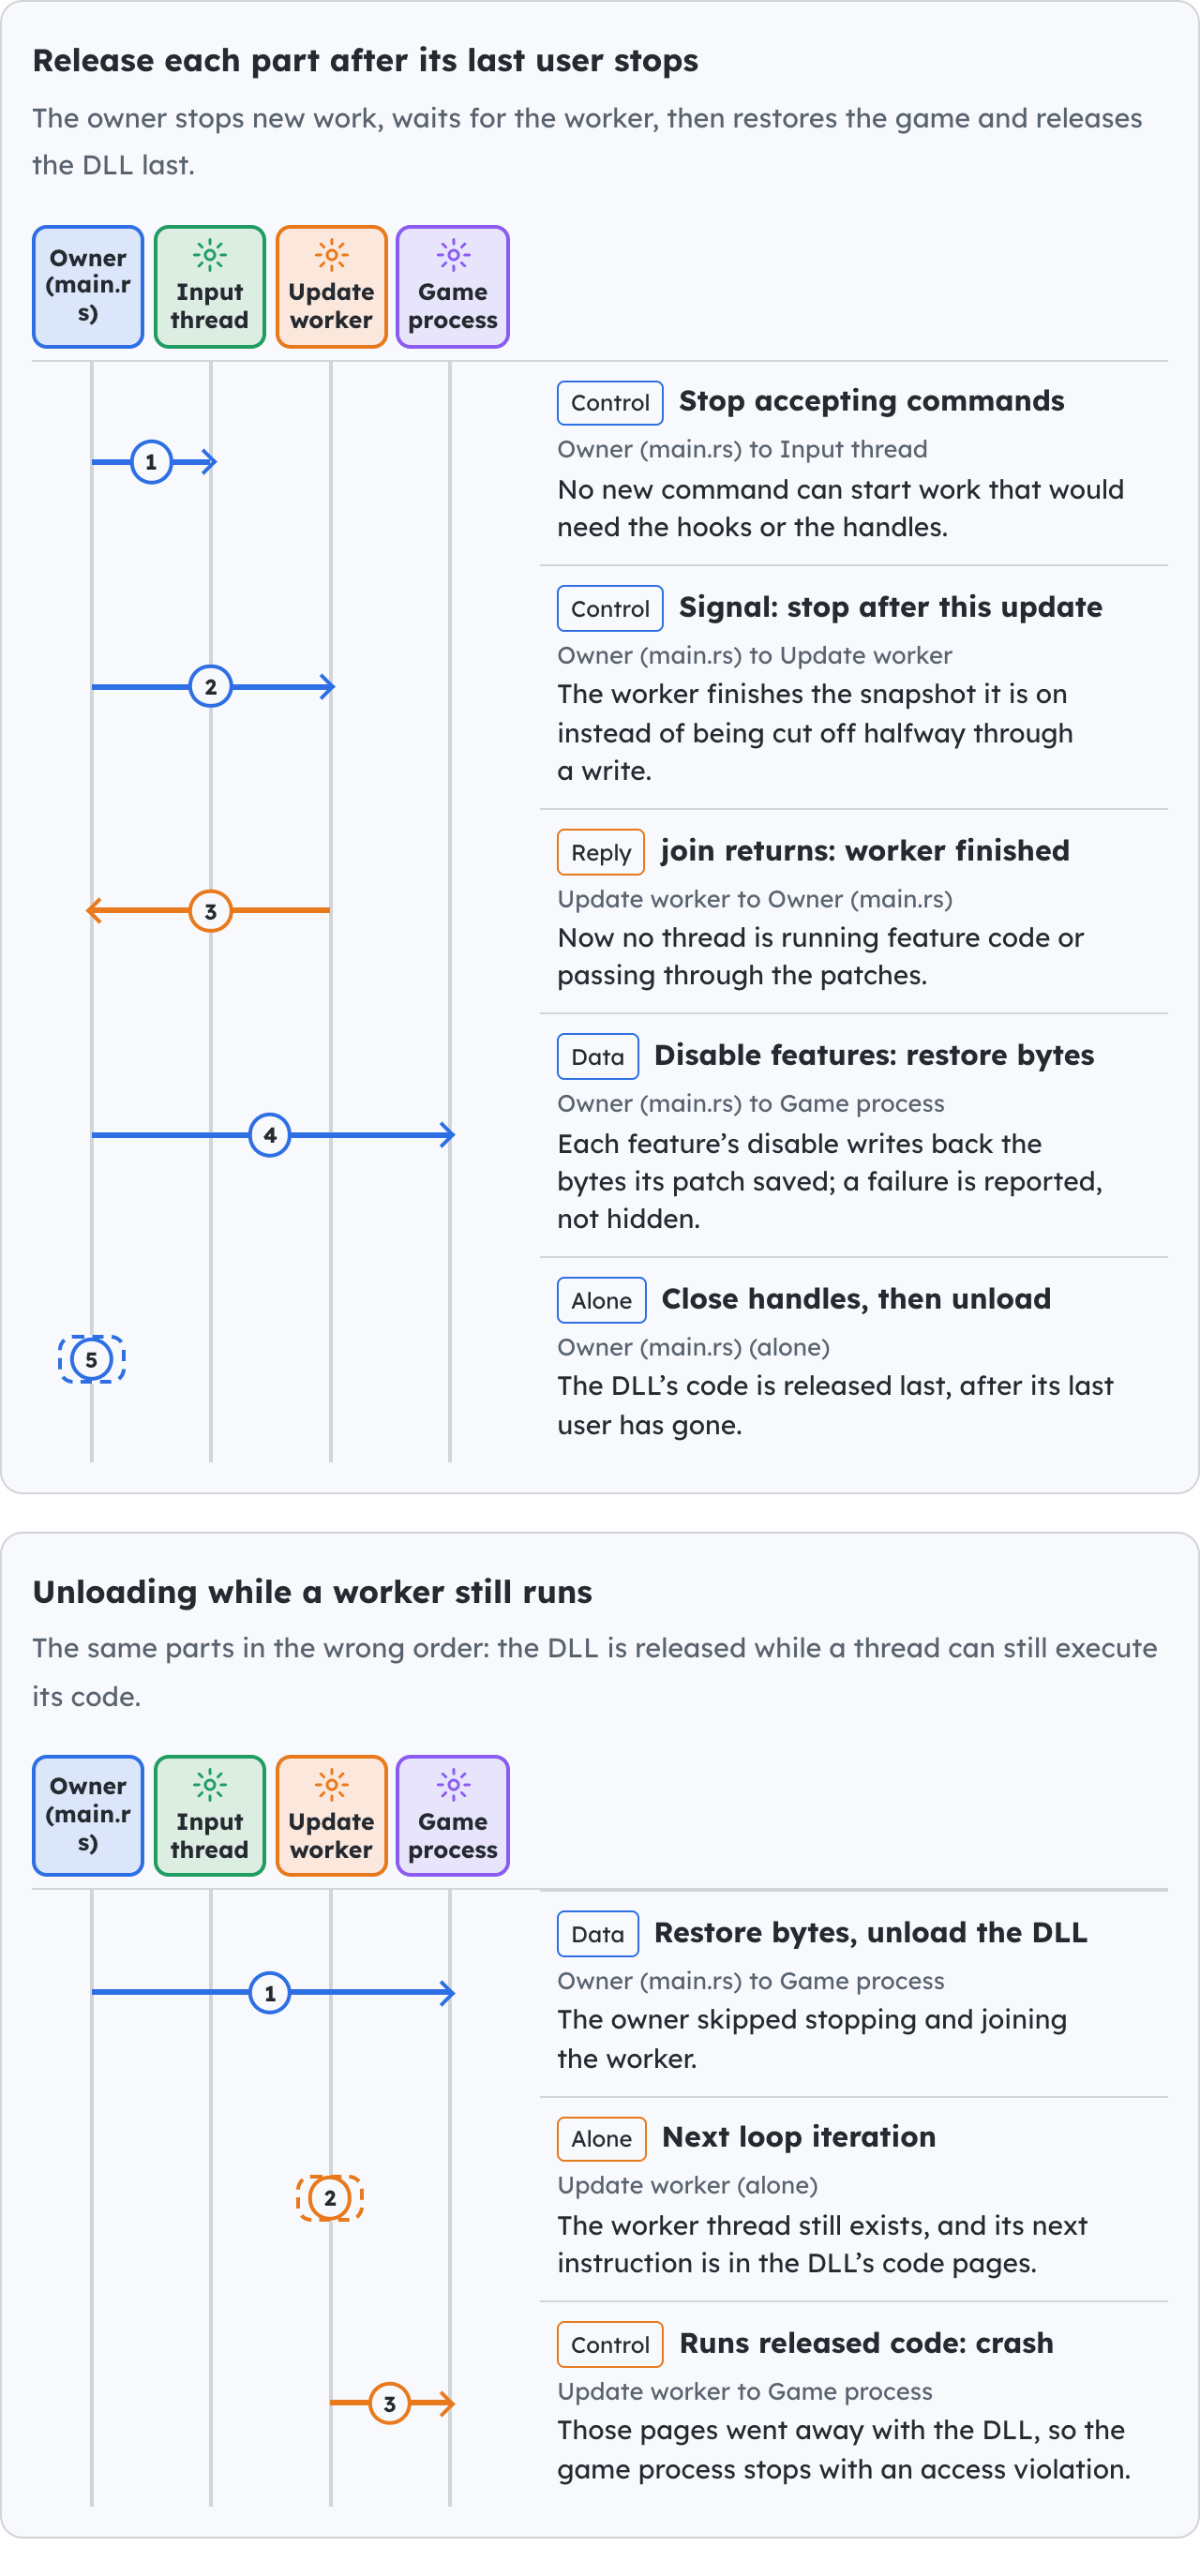 Release each part after its last user stops
The owner stops new work, waits for the worker, then restores the game and releases
the DLL last.
Owner
(main.r
s)
Input
thread
Update
worker
Game
process
Control
Stop accepting commands
Owner (main.rs) to Input thread
No new command can start work that would
need the hooks or the handles.
1
Control
Signal: stop after this update
Owner (main.rs) to Update worker
The worker finishes the snapshot it is on
instead of being cut off halfway through
a write.
2
Reply
join returns: worker finished
Update worker to Owner (main.rs)
Now no thread is running feature code or
passing through the patches.
3
Data
Disable features: restore bytes
Owner (main.rs) to Game process
Each feature’s disable writes back the
bytes its patch saved; a failure is reported,
not hidden.
4
Alone
Close handles, then unload
Owner (main.rs) (alone)
The DLL’s code is released last, after its last
user has gone.
5
Unloading while a worker still runs
The same parts in the wrong order: the DLL is released while a thread can still execute
its code.
Owner
(main.r
s)
Input
thread
Update
worker
Game
process
Data
Restore bytes, unload the DLL
Owner (main.rs) to Game process
The owner skipped stopping and joining
the worker.
1
Alone
Next loop iteration
Update worker (alone)
The worker thread still exists, and its next
instruction is in the DLL’s code pages.
2
Control
Runs released code: crash
Update worker to Game process
Those pages went away with the DLL, so the
game process stops with an access violation.
3